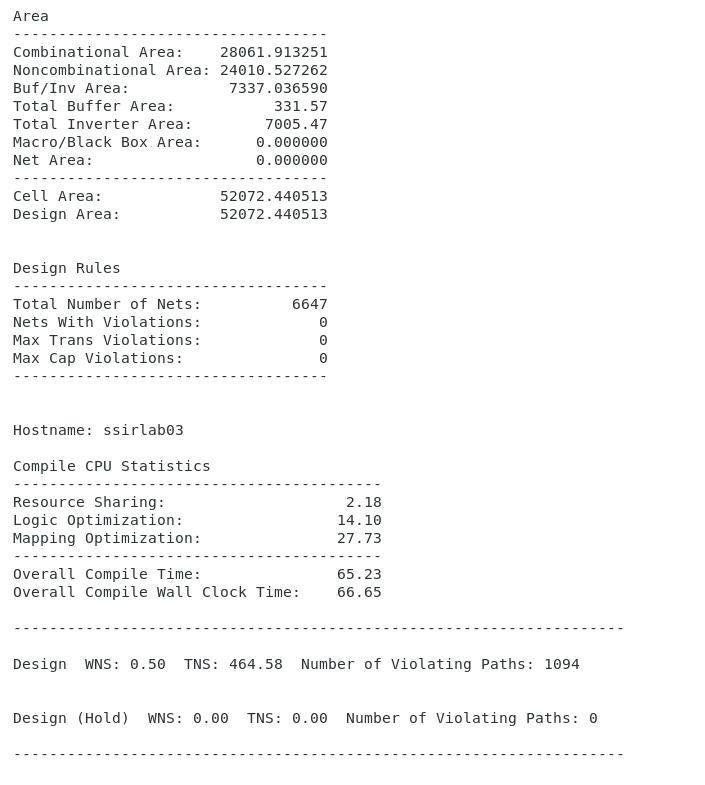 Area
-----------------------------------
Combinational Area:    28061.913251
Noncombinational Area: 24010.527262
Buf/Inv Area:           7337.036590
Total Buffer Area:           331.57
Total Inverter Area:        7005.47
Macro/Black Box Area:      0.000000
Net Area:                  0.000000
-----------------------------------
Cell Area:             52072.440513
Design Area:           52072.440513
Design Rules
-----------------------------------
Total Number of Nets:          6647
Nets With Violations:             0
Max Trans Violations:             0
Max Cap Violations:               0
-----------------------------------
Hostname: ssirlab03
Compile CPU Statistics
-----------------------------------------
Resource Sharing:                    2.18
Logic Optimization:                 14.10
Mapping Optimization:               27.73
-----------------------------------------
Overall Compile Time:               65.23
Overall Compile Wall Clock Time:    66.65
--------------------------------------------------------------------
Design  WNS: 0.50  TNS: 464.58  Number of Violating Paths: 1094
Design (Hold)  WNS: 0.00  TNS: 0.00  Number of Violating Paths: 0
--------------------------------------------------------------------